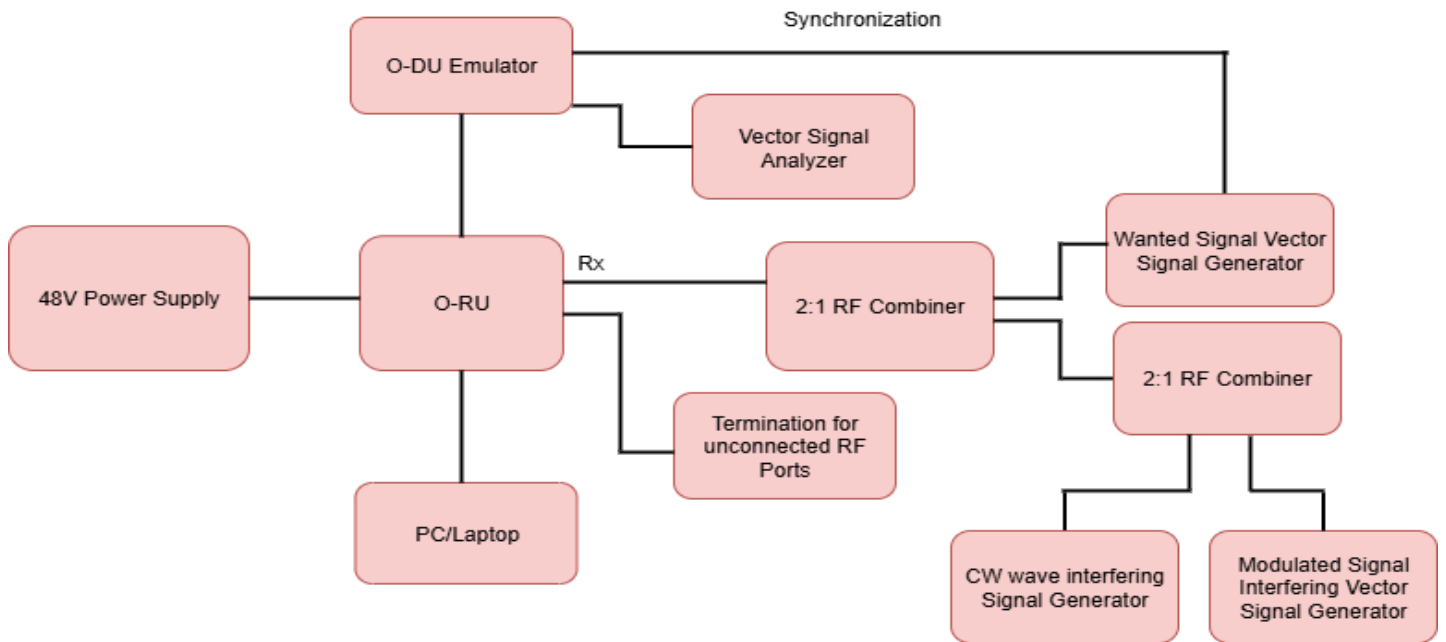 Synchronization
O-DU Emulator
Vector Signal
Analyzer
Wanted Signal Vector
Signal Generator
48V Power Supply
O-RU
Rx
2:1 RF Combiner
2:1 RF Combiner
Termination for
unconnected RF
Ports
PC/Laptop
CW wave interfering
Signal Generator
Modulated Signal
Interfering Vector
Signal Generator